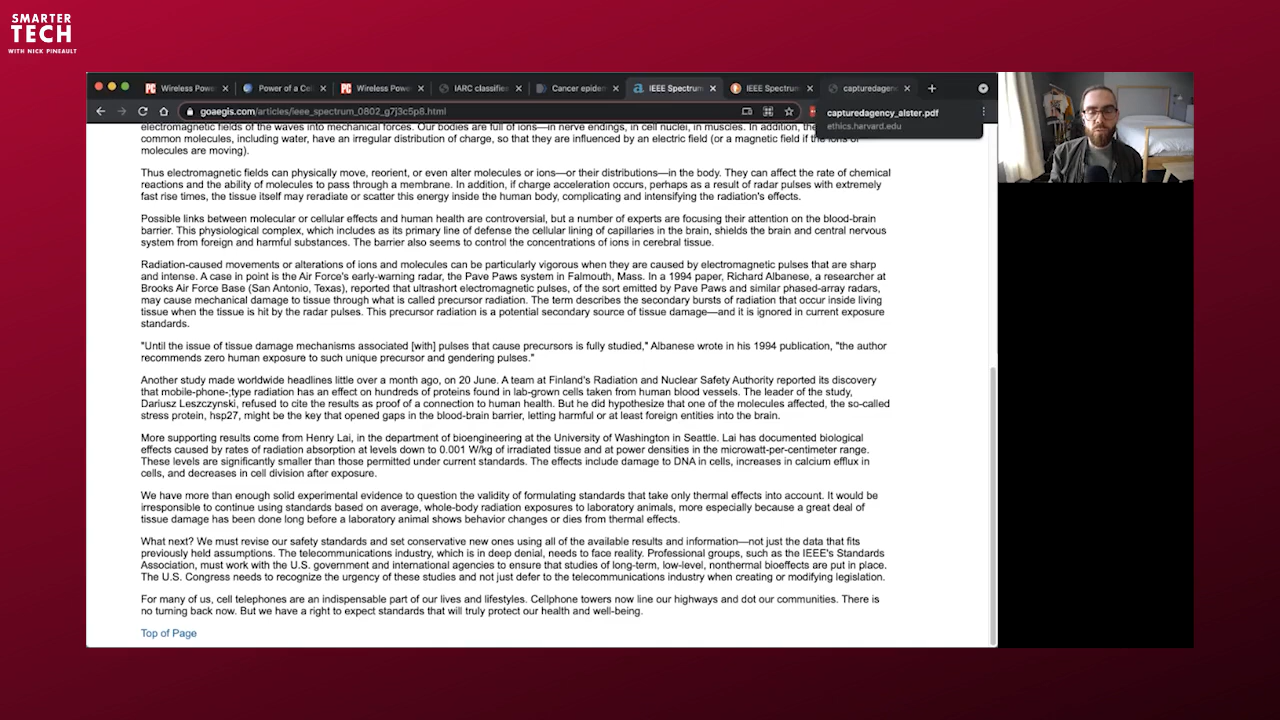 SMARTER
TECH
WITH NICK PINEAULT
Wireless Powe
Power of a Cel
Wireless Powe
IARC classifie
Cancer epiden
IEEE Spectrum
IEEE Spectrum
capturedagenc
goaegis.com/articles/ieee_spectrum_0802_g7j3c5p8.html
capturedagency_alster.pdf
ethics.harvard.edu
electromagnetic fields of the waves into mechanical forces. Our bodies are full of ions—in nerve endings, in cell nuclei, in muscles. In addition, the
common molecules, including water, have an irregular distribution of charge, so that they are influenced by an electric field (or a magnetic field if the ions or
molecules are moving).
Thus electromagnetic fields can physically move, reorient, or even alter molecules or ions—or their distributions—in the body. They can affect the rate of chemical
reactions and the ability of molecules to pass through a membrane. In addition, if charge acceleration occurs, perhaps as a result of radar pulses with extremely
fast rise times, the tissue itself may reradiate or scatter this energy inside the human body, complicating and intensifying the radiation's effects.
Possible links between molecular or cellular effects and human health are controversial, but a number of experts are focusing their attention on the blood-brain
barrier. This physiological complex, which includes as its primary line of defense the cellular lining of capillaries in the brain, shields the brain and central nervous
system from foreign and harmful substances. The barrier also seems to control the concentrations of ions in cerebral tissue.
Radiation-caused movements or alterations of ions and molecules can be particularly vigorous when they are caused by electromagnetic pulses that are sharp
and intense. A case in point is the Air Force's early-warning radar, the Pave Paws system in Falmouth, Mass. In a 1994 paper, Richard Albanese, a researcher at
Brooks Air Force Base (San Antonio, Texas), reported that ultrashort electromagnetic pulses, of the sort emitted by Pave Paws and similar phased-array radars,
may cause mechanical damage to tissue through what is called precursor radiation. The term describes the secondary bursts of radiation that occur inside living
tissue when the tissue is hit by the radar pulses. This precursor radiation is a potential secondary source of tissue damage—and it is ignored in current exposure
standards.
"Until the issue of tissue damage mechanisms associated [with] pulses that cause precursors is fully studied," Albanese wrote in his 1994 publication, "the author
recommends zero human exposure to such unique precursor and gendering pulses."
Another study made worldwide headlines little over a month ago, on 20 June. A team at Finland's Radiation and Nuclear Safety Authority reported its discovery
that mobile-phone-;type radiation has an effect on hundreds of proteins found in lab-grown cells taken from human blood vessels. The leader of the study,
Dariusz Leszczynski, refused to cite the results as proof of a connection to human health. But he did hypothesize that one of the molecules affected, the so-called
stress protein, hsp27, might be the key that opened gaps in the blood-brain barrier, letting harmful or at least foreign entities into the brain.
More supporting results come from Henry Lai, in the department of bioengineering at the University of Washington in Seattle. Lai has documented biological
effects caused by rates of radiation absorption at levels down to 0.001 W/kg of irradiated tissue and at power densities in the microwatt-per-centimeter range.
These levels are significantly smaller than those permitted under current standards. The effects include damage to DNA in cells, increases in calcium efflux in
cells, and decreases in cell division after exposure.
We have more than enough solid experimental evidence to question the validity of formulating standards that take only thermal effects into account. It would be
irresponsible to continue using standards based on average, whole-body radiation exposures to laboratory animals, more especially because a great deal of
tissue damage has been done long before a laboratory animal shows behavior changes or dies from thermal effects.
What next? We must revise our safety standards and set conservative new ones using all of the available results and information—not just the data that fits
previously held assumptions. The telecommunications industry, which is in deep denial, needs to face reality. Professional groups, such as the IEEE's Standards
Association, must work with the U.S. government and international agencies to ensure that studies of long-term, low-level, nonthermal bioeffects are put in place.
The U.S. Congress needs to recognize the urgency of these studies and not just defer to the telecommunications industry when creating or modifying legislation.
For many of us, cell telephones are an indispensable part of our lives and lifestyles. Cellphone towers now line our highways and dot our communities. There is
no turning back now. But we have a right to expect standards that will truly protect our health and well-being.
Top of Page